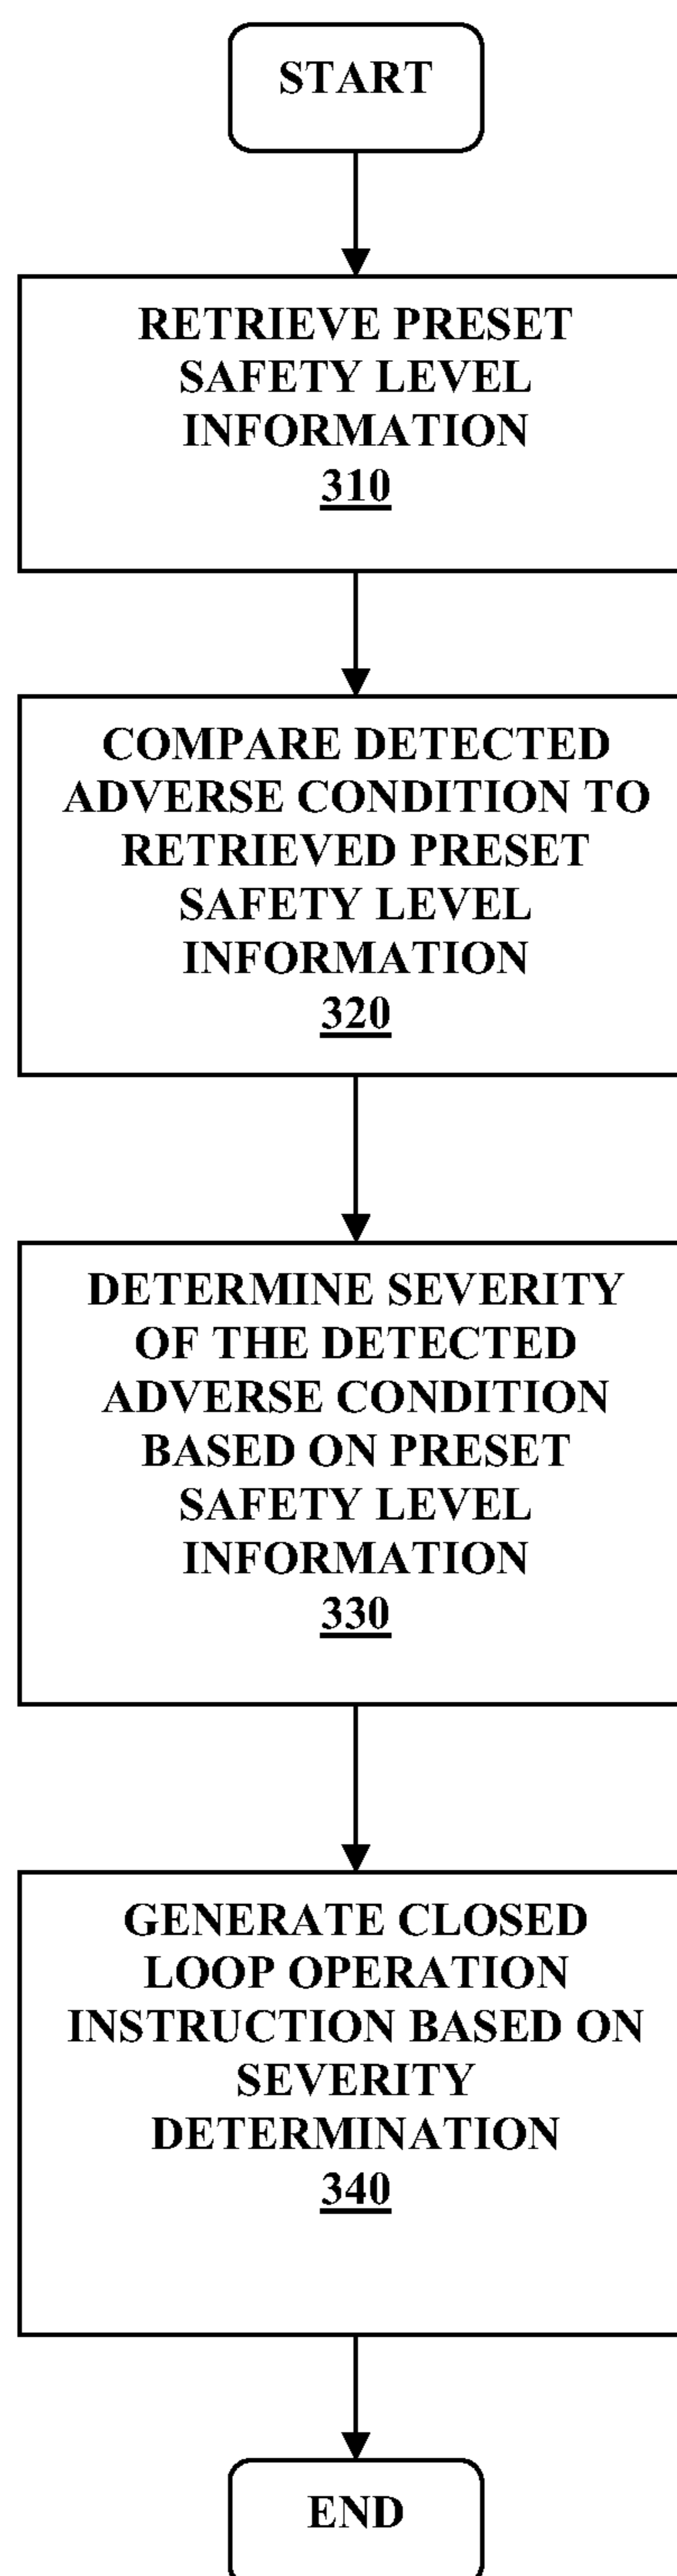 START
RETRIEVE PRESET
SAFETY LEVEL
INFORMATION
310
COMPARE DETECTED
ADVERSE CONDITION TO
RETRIEVED PRESET
SAFETY LEVEL
INFORMATION
320
DETERMINE SEVERITY
OF THE DETECTED
ADVERSE CONDITION
BASED ON PRESET
SAFETY LEVEL
INFORMATION
330
GENERATE CLOSED
LOOP OPERATION
INSTRUCTION BASED ON
SEVERITY
DETERMINATION
340
END